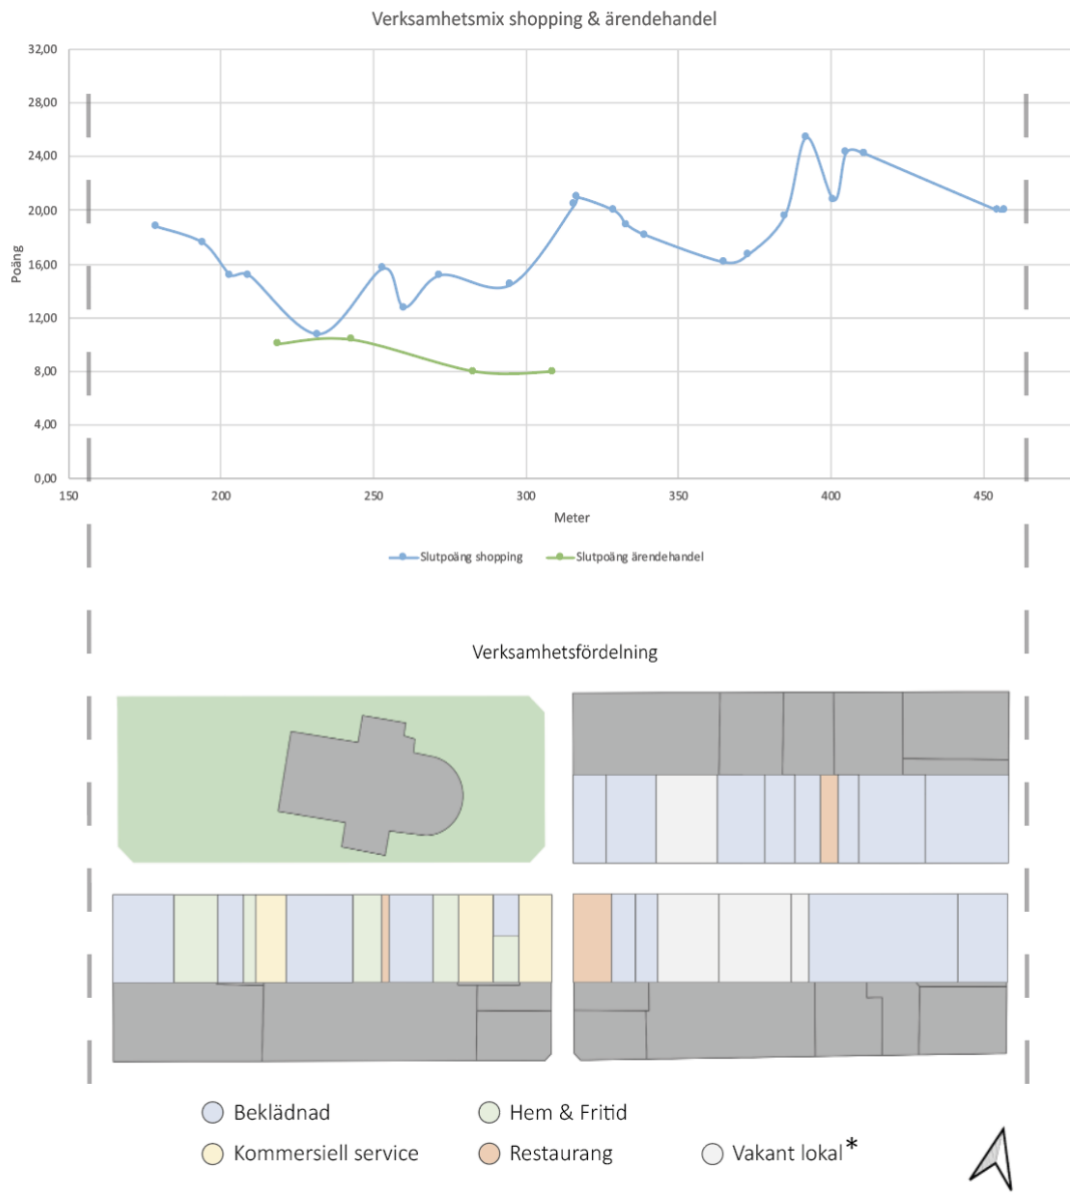 Verksamhetsmix shopping & ärendehandel
32,00
28,00
24,00
20,00
16,00
12,00
8,00
4,00
0,00
Poäng
150 200 250 300 350 400 450
Meter
Slutpoäng shopping Slutpoäng ärendehandel
Verksamhetsfördelning
Beklädnad Hem & Fritid
Kommersiell service Restaurang Vakant lokal*